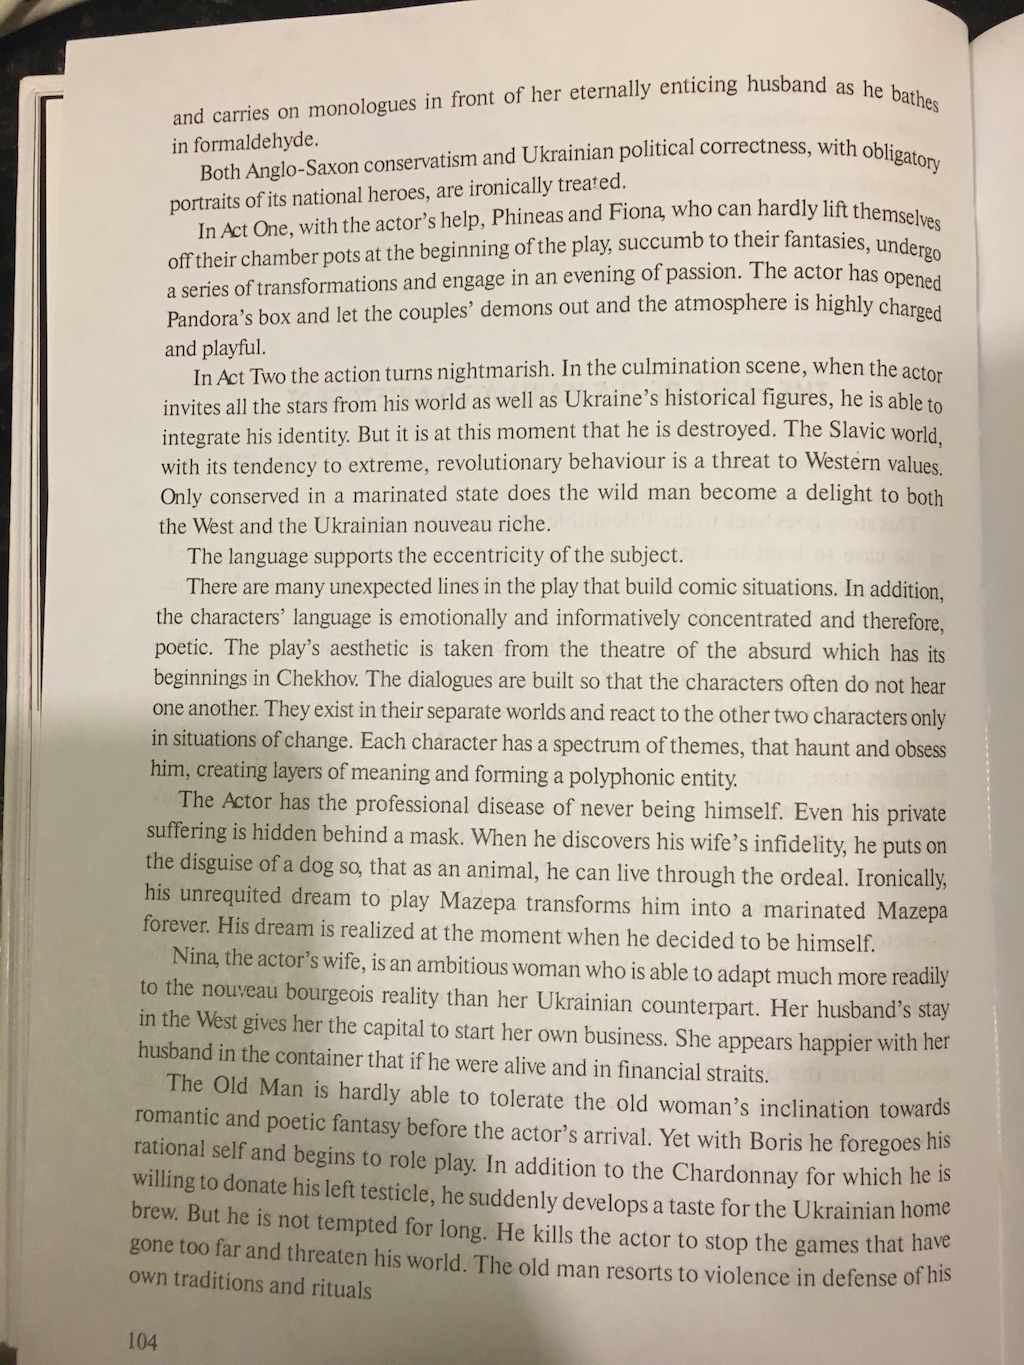 and carries on monologues in front of her eternally enticing husband as he bathes
in formaldehyde.
Both Anglo-Saxon conservatism and Ukrainian political correctness, with obligatory
portraits of its national heroes, are ironically treated.
In Act One, with the actor's help, Phineas and Fiona, who can hardly lift themselves
off their chamber pots at the beginning of the play, succumb to their fantasies, undergo
a series of transformations and engage in an evening of passion. The actor has opened
Pandora's box and let the couples' demons out and the atmosphere is highly charged
and playful.
In Act Two the action turns nightmarish. In the culmination scene, when the actor
invites all the stars from his world as well as Ukraine's historical figures, he is able to
integrate his identity. But it is at this moment that he is destroyed. The Slavic world,
with its tendency to extreme, revolutionary behaviour is a threat to Western values.
Only conserved in a marinated state does the wild man become a delight to both
the West and the Ukrainian nouveau riche.
The language supports the eccentricity of the subject.
There are many unexpected lines in the play that build comic situations. In addition,
the characters' language is emotionally and informatively concentrated and therefore,
poetic. The play's aesthetic is taken from the theatre of the absurd which has its
beginnings in Chekhov. The dialogues are built so that the characters often do not hear
one another. They exist in their separate worlds and react to the other two characters only
in situations of change. Each character has a spectrum of themes, that haunt and obsess
him, creating layers of meaning and forming a polyphonic entity.
The Actor has the professional disease of never being himself. Even his private
suffering is hidden behind a mask. When he discovers his wife's infidelity, he puts on
the disguise of a dog so, that as an animal, he can live through the ordeal. Ironically,
his unrequited dream to play Mazepa transforms him into a marinated Mazepa
forever. His dream is realized at the moment when he decided to be himself.
Nina, the actor's wife, is an ambitious woman who is able to adapt much more readily
to the nouveau bourgeois reality than her Ukrainian counterpart. Her husband's stay
in the West gives her the capital to start her own business. She appears happier with her
husband in the container that if he were alive and in financial straits.
The Old Man is hardly able to tolerate the old woman's inclination towards
romantic and poetic fantasy before the actor's arrival. Yet with Boris he foregoes his
rational self and begins to role play. In addition to the Chardonnay for which he is
willing to donate his left testicle, he suddenly develops a taste for the Ukrainian home
brew. But he is not tempted for long. He kills the actor to stop the games that have
gone too far and threaten his world. The old man resorts to violence in defense of his
own traditions and rituals
104